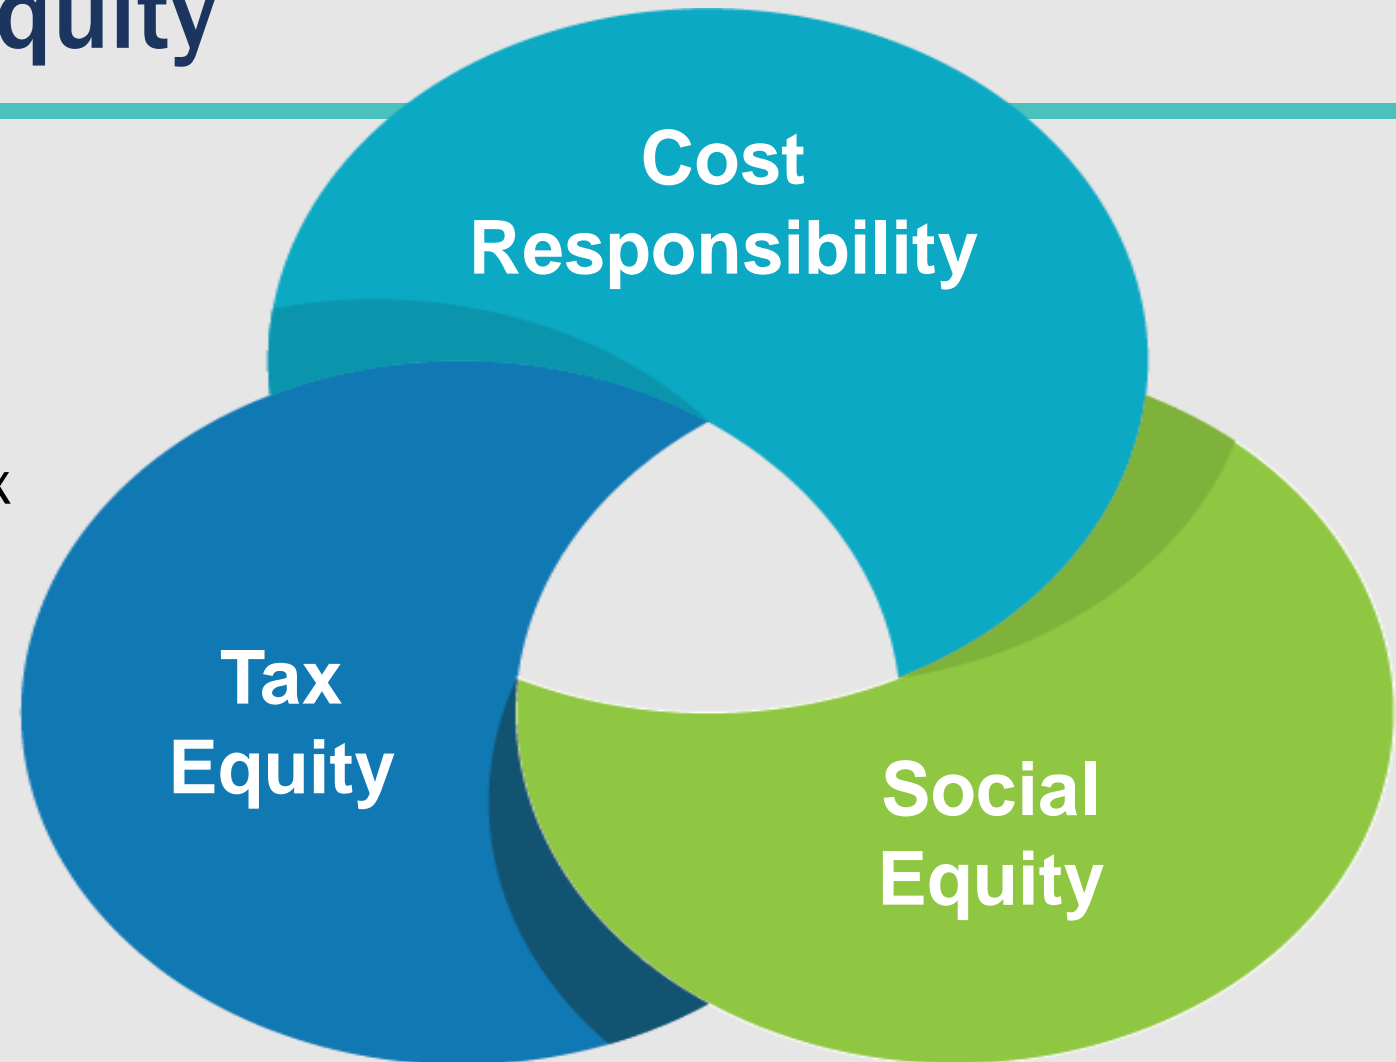 quity
Cost
Responsibility
x
Tax
Equity
Social
Equity